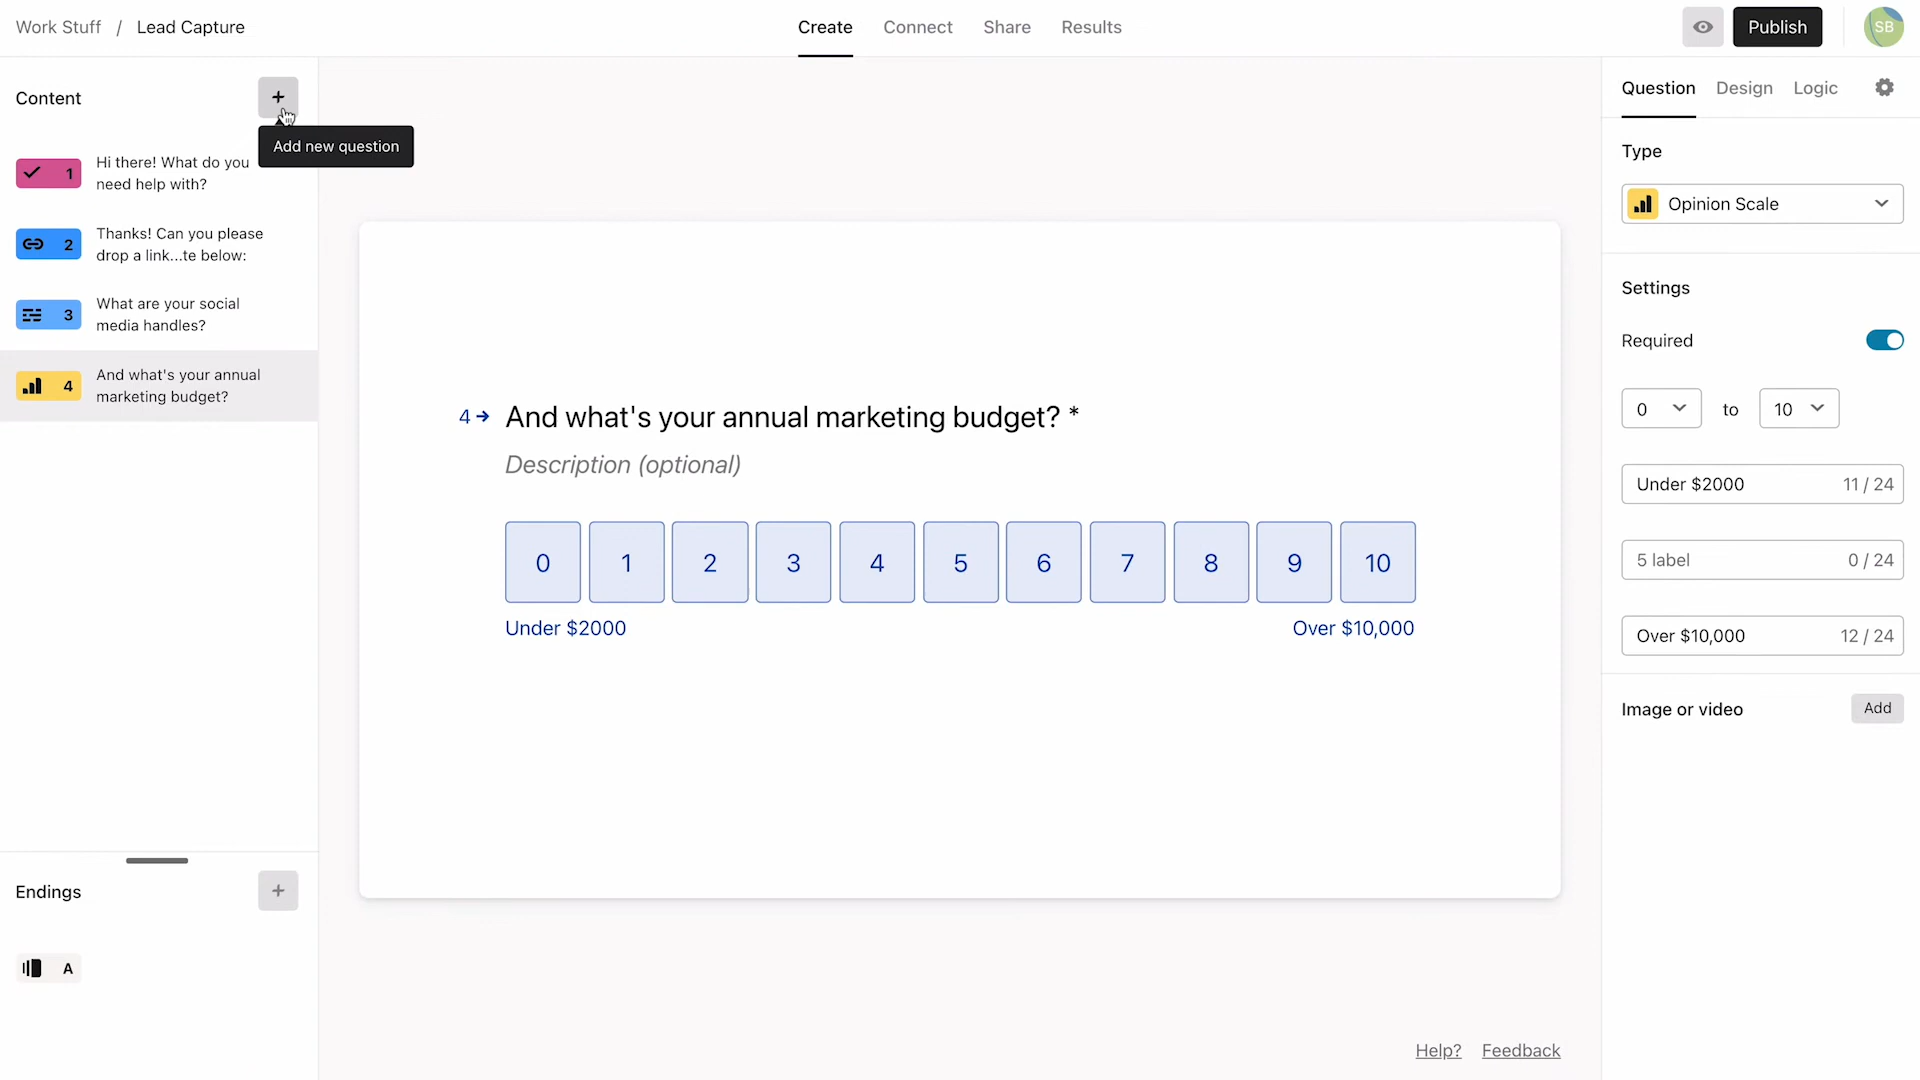 Work Stuff / Lead Capture
Create Connect Share Results
Publish
SB
Content
+
Add new question
1 Hi there! What do you
need help with?
2 Thanks! Can you please
drop a link...te below:
3 What are your social
media handles?
4 And what's your annual
marketing budget?
Endings
+
A
4 → And what's your annual marketing budget? *
Description (optional)
0 1 2 3 4 5 6 7 8 9 10
Under $2000 Over $10,000
Help? Feedback
Question Design Logic
Type
Opinion Scale
Settings
Required
0 to 10
Under $2000 11 / 24
5 label 0 / 24
Over $10,000 12 / 24
Image or video Add